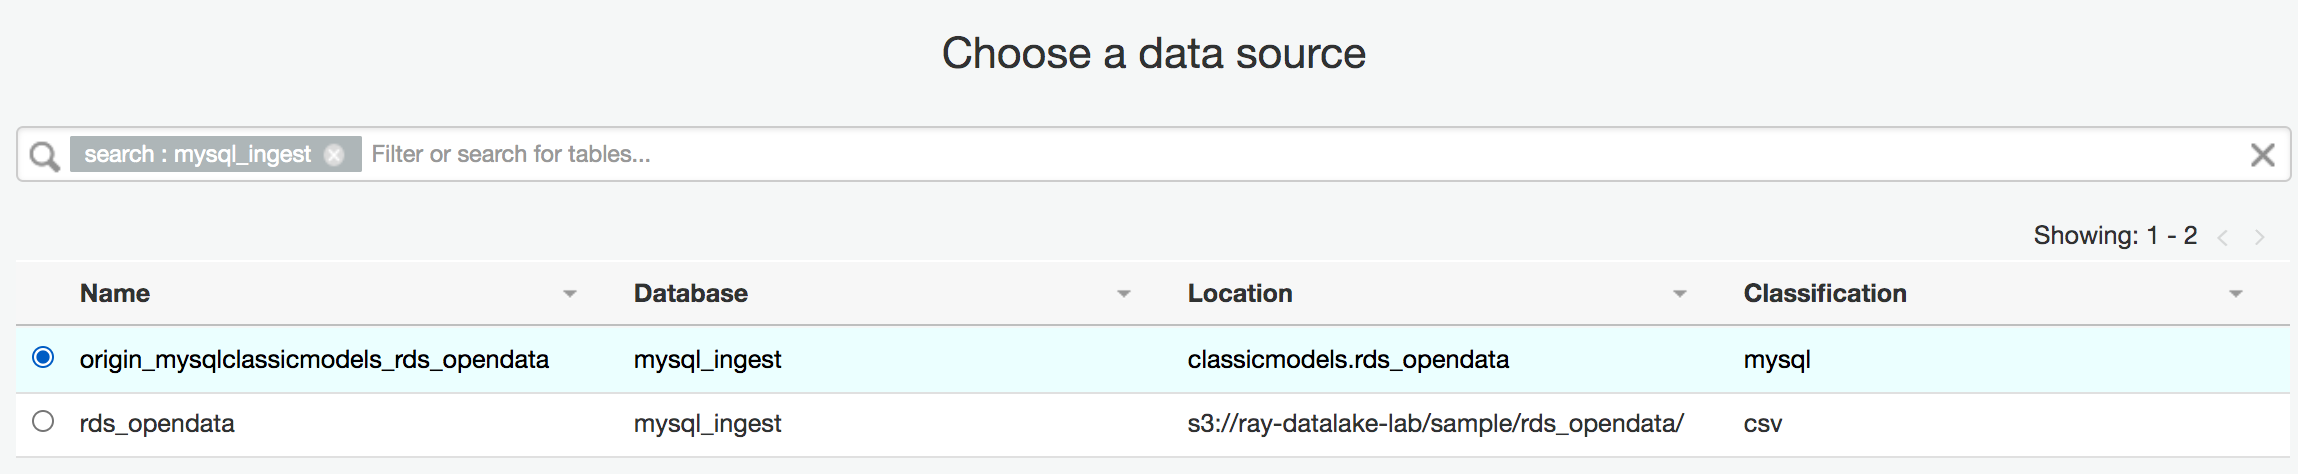 Choose a data source
search : mysql_ingest Filter or search for tables...
Showing: 1 - 2
Name Database Location Classification
origin_mysqlclassicmodels_rds_opendata mysql_ingest classicmodels.rds_opendata mysql
rds_opendata mysql_ingest s3://ray-datalake-lab/sample/rds_opendata/ csv